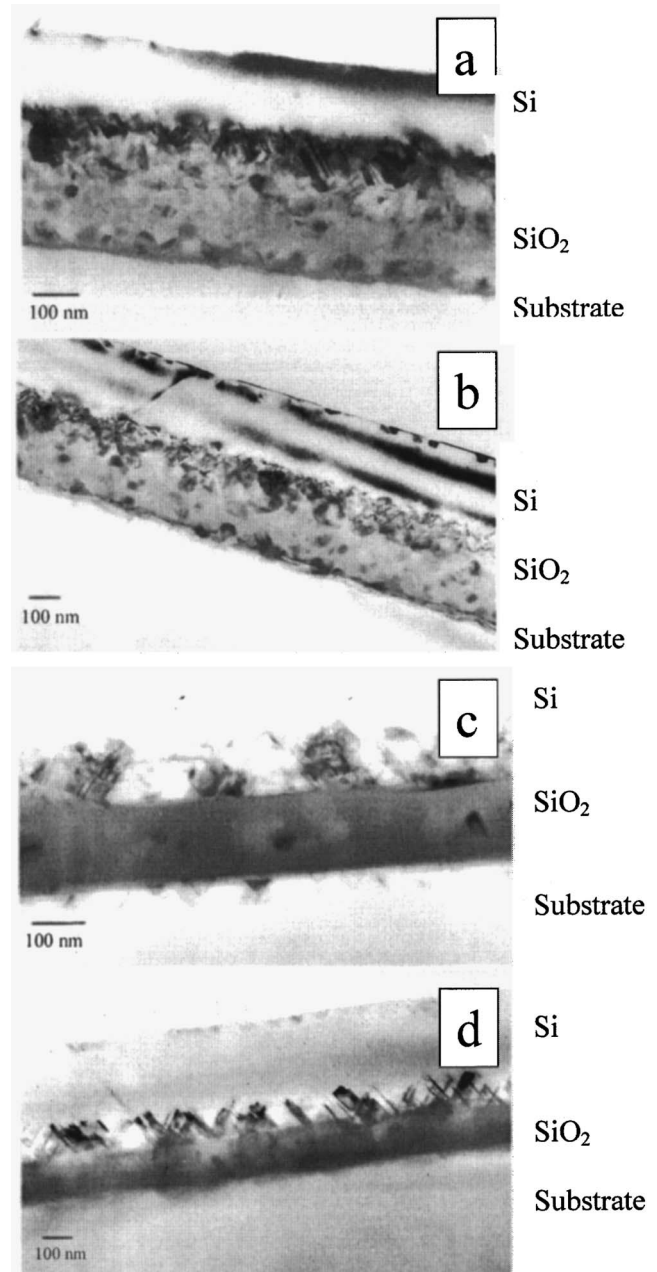 a
Si
SiO₂
Substrate
100 nm
b
Si
SiO₂
Substrate
100 nm
c
Si
SiO₂
Substrate
100 nm
d
Si
SiO₂
Substrate
100 nm